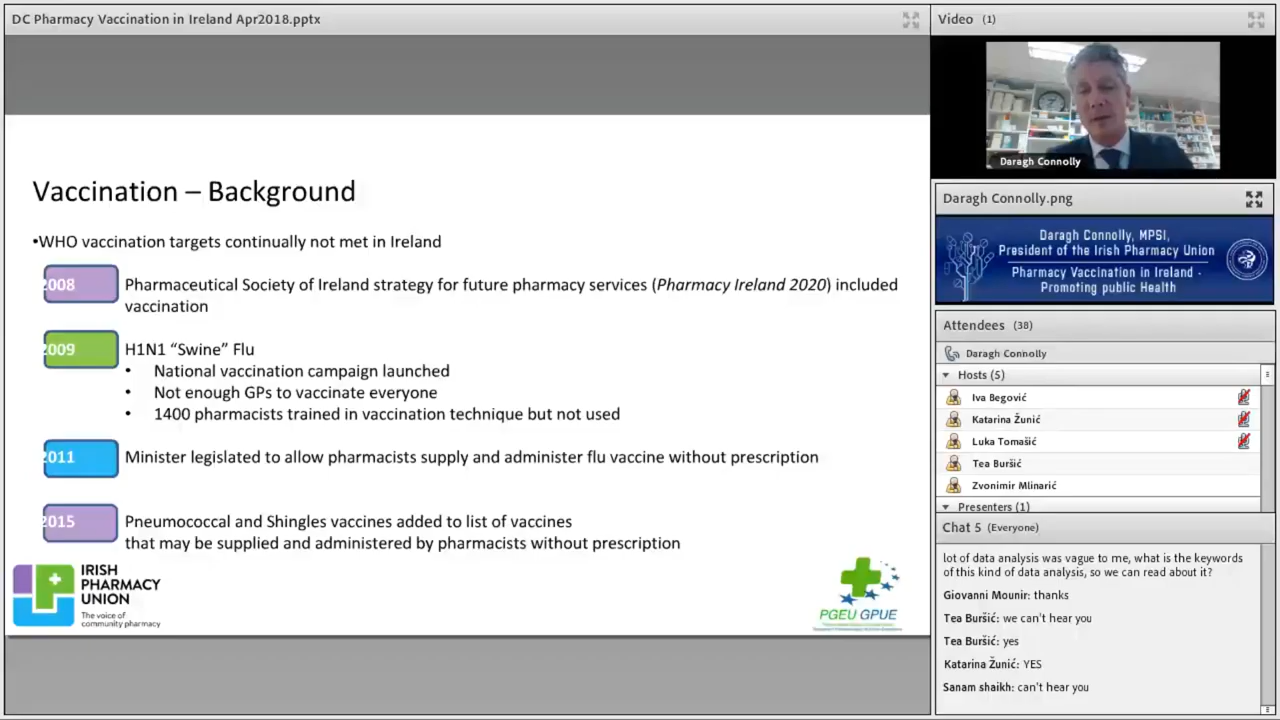 DC Pharmacy Vaccination in Ireland Apr2018.pptx
Vaccination – Background
•WHO vaccination targets continually not met in Ireland
2008
Pharmaceutical Society of Ireland strategy for future pharmacy services (Pharmacy Ireland 2020) included
vaccination
2009
H1N1 “Swine” Flu
• National vaccination campaign launched
• Not enough GPs to vaccinate everyone
• 1400 pharmacists trained in vaccination technique but not used
2011
Minister legislated to allow pharmacists supply and administer flu vaccine without prescription
2015
Pneumococcal and Shingles vaccines added to list of vaccines
that may be supplied and administered by pharmacists without prescription
IRISH
PHARMACY
UNION
The voice of
community pharmacy
PGEU GPUE
Video (1)
Daragh Connolly
Daragh Connolly.png
Daragh Connolly, MPSI,
President of the Irish Pharmacy Union
Pharmacy Vaccination in Ireland -
Promoting public Health
Attendees (38)
Daragh Connolly
Hosts (5)
Iva Begović
Katarina Žunić
Luka Tomašić
Tea Buršić
Zvonimir Mlinarić
Presenters (1)
Chat 5 (Everyone)
lot of data analysis was vague to me, what is the keywords
of this kind of data analysis, so we can read about it?
Giovanni Mounir: thanks
Tea Buršić: we can't hear you
Tea Buršić: yes
Katarina Žunić: YES
Sanam shaikh: can't hear you